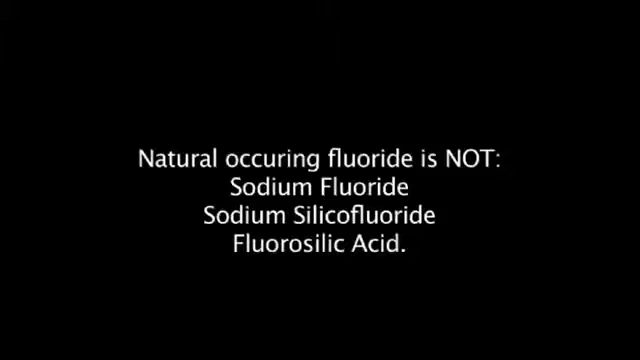 Natural occuring fluoride is NOT:
Sodium Fluoride
Sodium Silicofluoride
Fluorosilic Acid.